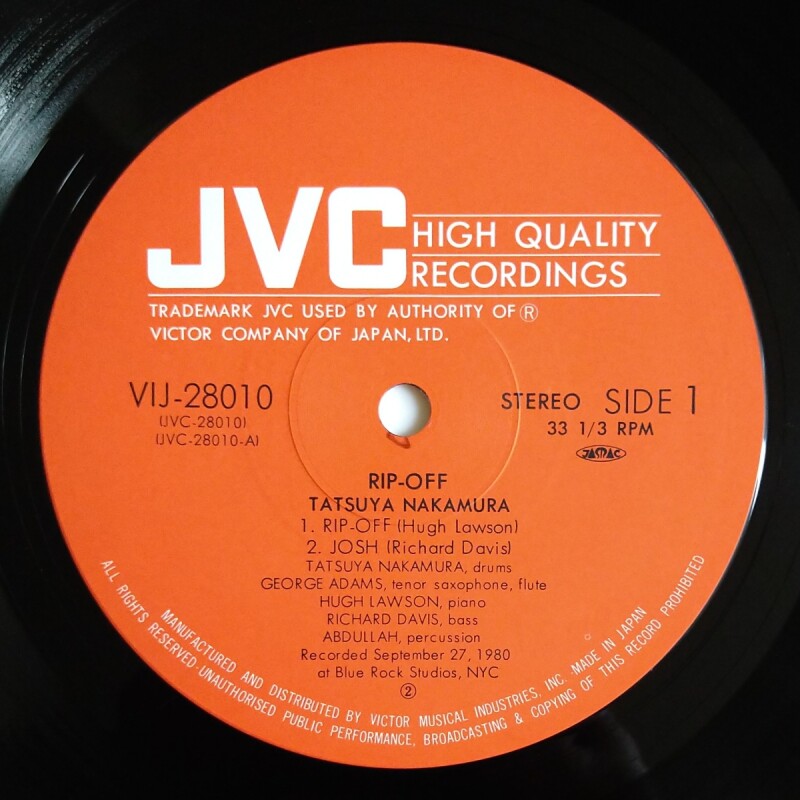 JVC HIGH QUALITY
RECORDINGS
TRADEMARK JVC USED BY AUTHORITY OF ®
VICTOR COMPANY OF JAPAN, LTD.
VIJ-28010
(JVC-28010)
(JVC-28010-A)
STEREO SIDE 1
33 1/3 RPM
JASRAC
RIP-OFF
TATSUYA NAKAMURA
1. RIP-OFF (Hugh Lawson)
2. JOSH (Richard Davis)
TATSUYA NAKAMURA, drums
GEORGE ADAMS, tenor saxophone, flute
HUGH LAWSON, piano
RICHARD DAVIS, bass
ABDULLAH, percussion
Recorded September 27, 1980
at Blue Rock Studios, NYC
②
MANUFACTURED AND DISTRIBUTED BY VICTOR MUSICAL INDUSTRIES, INC. · MADE IN JAPAN
ALL RIGHTS RESERVED·UNAUTHORISED PUBLIC PERFORMANCE, BROADCASTING & COPYING OF THIS RECORD PROHIBITED